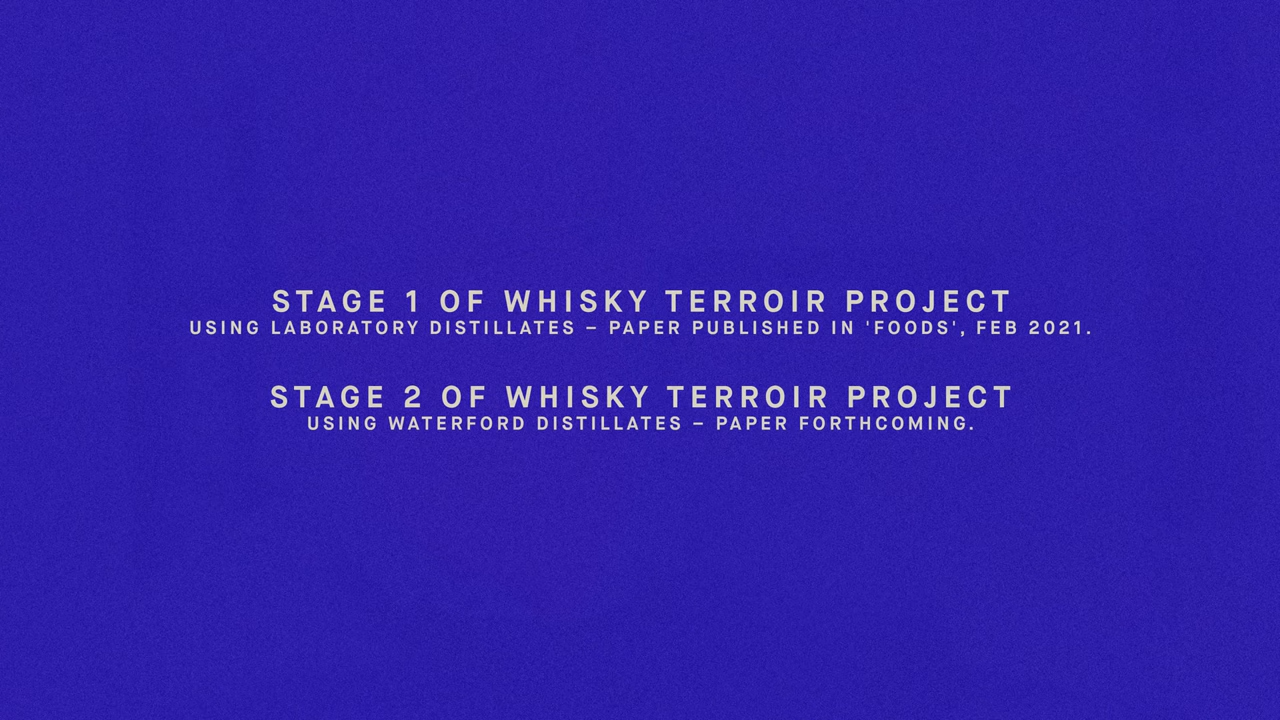 STAGE 1 OF WHISKY TERROIR PROJECT
USING LABORATORY DISTILLATES – PAPER PUBLISHED IN 'FOODS', FEB 2021.
STAGE 2 OF WHISKY TERROIR PROJECT
USING WATERFORD DISTILLATES – PAPER FORTHCOMING.